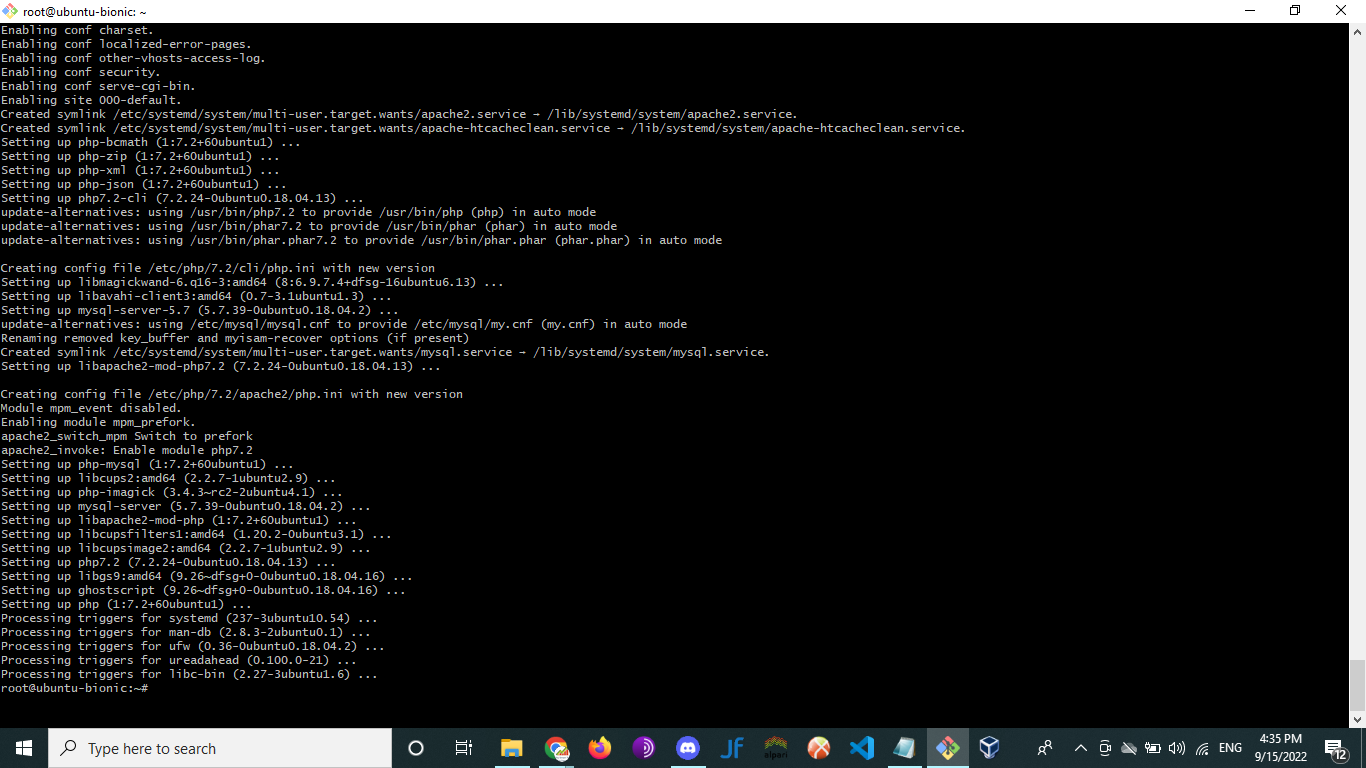 root@ubuntu-bionic: ~
Enabling conf charset.
Enabling conf localized-error-pages.
Enabling conf other-vhosts-access-log.
Enabling conf security.
Enabling conf serve-cgi-bin.
Enabling site 000-default.
Created symlink /etc/systemd/system/multi-user.target.wants/apache2.service → /lib/systemd/system/apache2.service.
Created symlink /etc/systemd/system/multi-user.target.wants/apache-htcacheclean.service → /lib/systemd/system/apache-htcacheclean.service.
Setting up php-bcmath (1:7.2+60ubuntu1) ...
Setting up php-zip (1:7.2+60ubuntu1) ...
Setting up php-xml (1:7.2+60ubuntu1) ...
Setting up php-json (1:7.2+60ubuntu1) ...
Setting up php7.2-cli (7.2.24-0ubuntu0.18.04.13) ...
update-alternatives: using /usr/bin/php7.2 to provide /usr/bin/php (php) in auto mode
update-alternatives: using /usr/bin/phar7.2 to provide /usr/bin/phar (phar) in auto mode
update-alternatives: using /usr/bin/phar.phar7.2 to provide /usr/bin/phar.phar (phar.phar) in auto mode
Creating config file /etc/php/7.2/cli/php.ini with new version
Setting up libmagickwand-6.q16-3:amd64 (8:6.9.7.4+dfsg-16ubuntu6.13) ...
Setting up libavahi-client3:amd64 (0.7-3.1ubuntu1.3) ...
Setting up mysql-server-5.7 (5.7.39-0ubuntu0.18.04.2) ...
update-alternatives: using /etc/mysql/mysql.cnf to provide /etc/mysql/my.cnf (my.cnf) in auto mode
Renaming removed key_buffer and myisam-recover options (if present)
Created symlink /etc/systemd/system/multi-user.target.wants/mysql.service → /lib/systemd/system/mysql.service.
Setting up libapache2-mod-php7.2 (7.2.24-0ubuntu0.18.04.13) ...
Creating config file /etc/php/7.2/apache2/php.ini with new version
Module mpm_event disabled.
Enabling module mpm_prefork.
apache2_switch_mpm Switch to prefork
apache2_invoke: Enable module php7.2
Setting up php-mysql (1:7.2+60ubuntu1) ...
Setting up libcups2:amd64 (2.2.7-1ubuntu2.9) ...
Setting up php-imagick (3.4.3~rc2-2ubuntu4.1) ...
Setting up mysql-server (5.7.39-0ubuntu0.18.04.2) ...
Setting up libapache2-mod-php (1:7.2+60ubuntu1) ...
Setting up libcupsfilters1:amd64 (1.20.2-0ubuntu3.1) ...
Setting up libcupsimage2:amd64 (2.2.7-1ubuntu2.9) ...
Setting up php7.2 (7.2.24-0ubuntu0.18.04.13) ...
Setting up libgs9:amd64 (9.26~dfsg+0-0ubuntu0.18.04.16) ...
Setting up ghostscript (9.26~dfsg+0-0ubuntu0.18.04.16) ...
Setting up php (1:7.2+60ubuntu1) ...
Processing triggers for systemd (237-3ubuntu10.54) ...
Processing triggers for man-db (2.8.3-2ubuntu0.1) ...
Processing triggers for ufw (0.36-0ubuntu0.18.04.2) ...
Processing triggers for ureadahead (0.100.0-21) ...
Processing triggers for libc-bin (2.27-3ubuntu1.6) ...
root@ubuntu-bionic:~#
Type here to search
JF
ENG
4:35 PM
9/15/2022
12